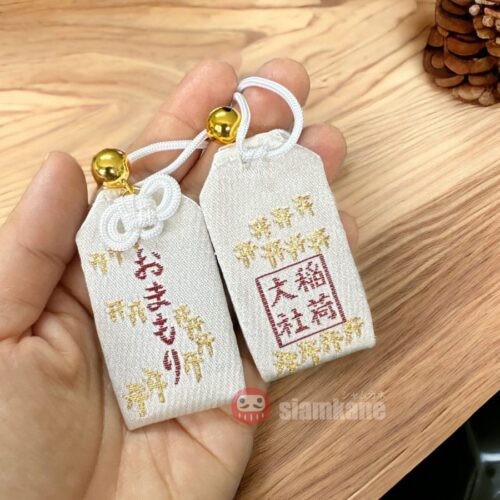 おまもり
稲荷
大社
siamkane